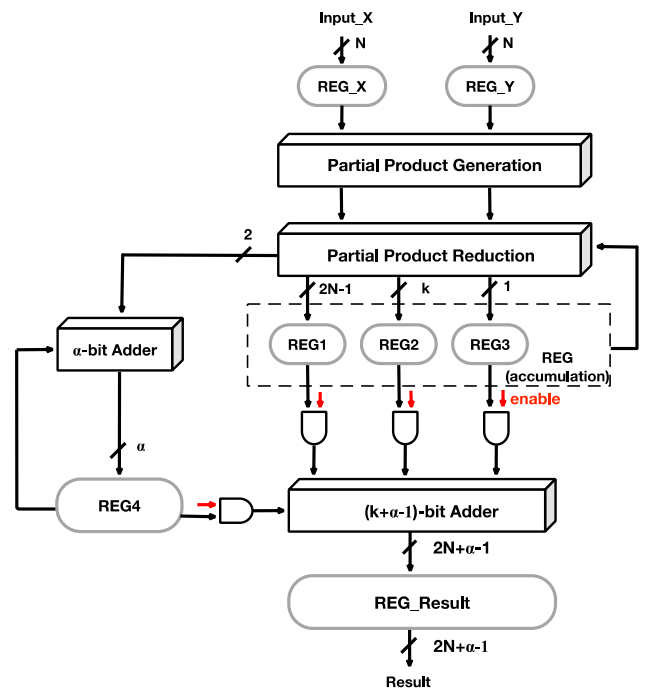 Input_X
Input_Y
N
N
REG_X
REG_Y
Partial Product Generation
2
Partial Product Reduction
2N-1
k
1
α-bit Adder
REG1
REG2
REG3
REG
(accumulation)
enable
α
REG4
(k+α-1)-bit Adder
2N+α-1
REG_Result
2N+α-1
Result